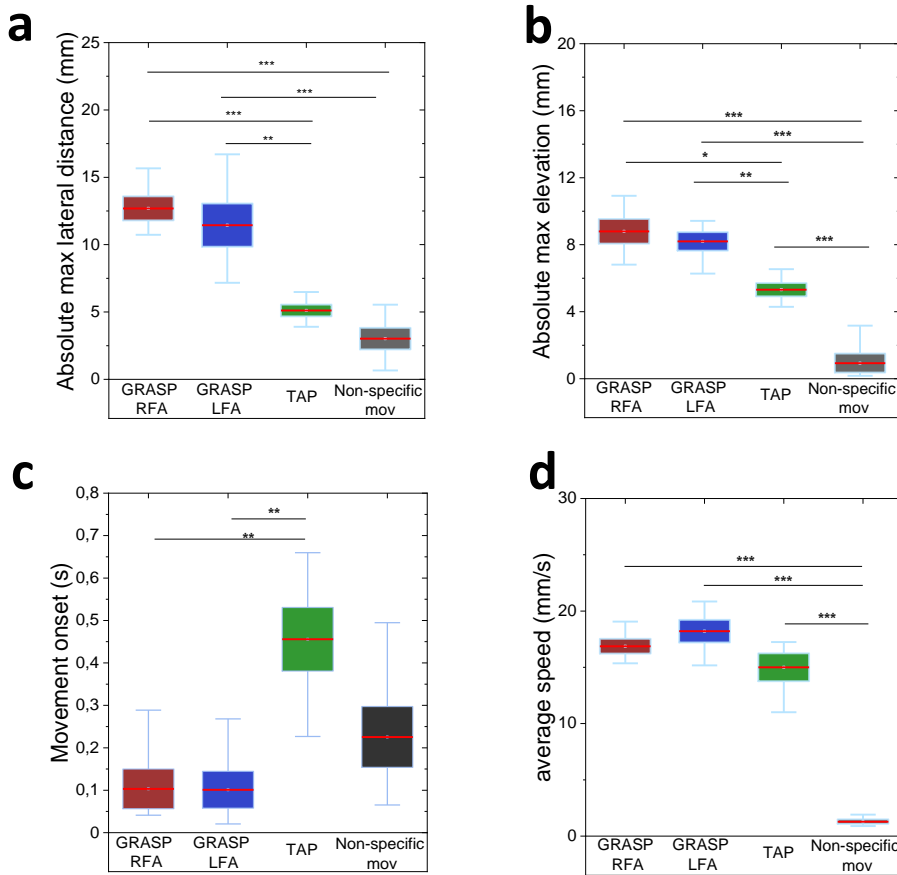 a
Absolute max lateral distance (mm)
25
20
15
10
5
0
***
***
***
**
GRASP RFA
GRASP LFA
TAP
Non-specific mov
b
Absolute max elevation (mm)
20
16
12
8
4
0
***
***
*
**
***
GRASP RFA
GRASP LFA
TAP
Non-specific mov
c
Movement onset (s)
0,8
0,7
0,6
0,5
0,4
0,3
0,2
0,1
0
**
**
GRASP RFA
GRASP LFA
TAP
Non-specific mov
d
average speed (mm/s)
30
20
10
0
***
***
***
GRASP RFA
GRASP LFA
TAP
Non-specific mov